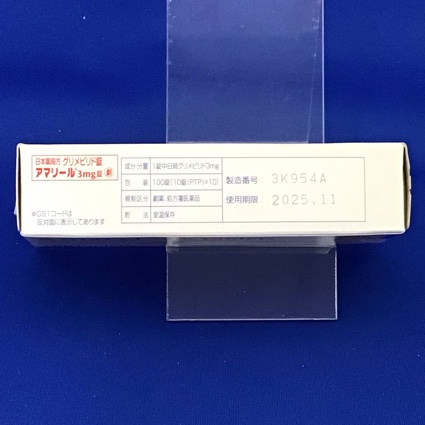 日本薬局方 グリメピリド錠
アマリール® 3mg錠 劇
※GS1コードは
反対面に表示してあります
成分・分量 1錠中日局グリメピリド3mg
包装 100錠(10錠(PTP)×10)
規制区分 劇薬、処方箋医薬品
貯法 室温保存
製造番号 3K954A
使用期限 2025.11